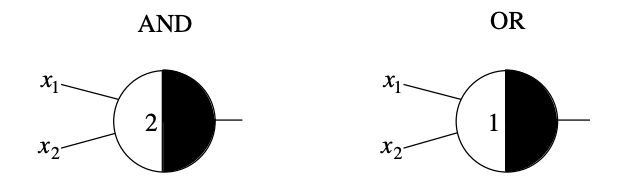 AND
OR
x₁
x₂
2
x₁
x₂
1